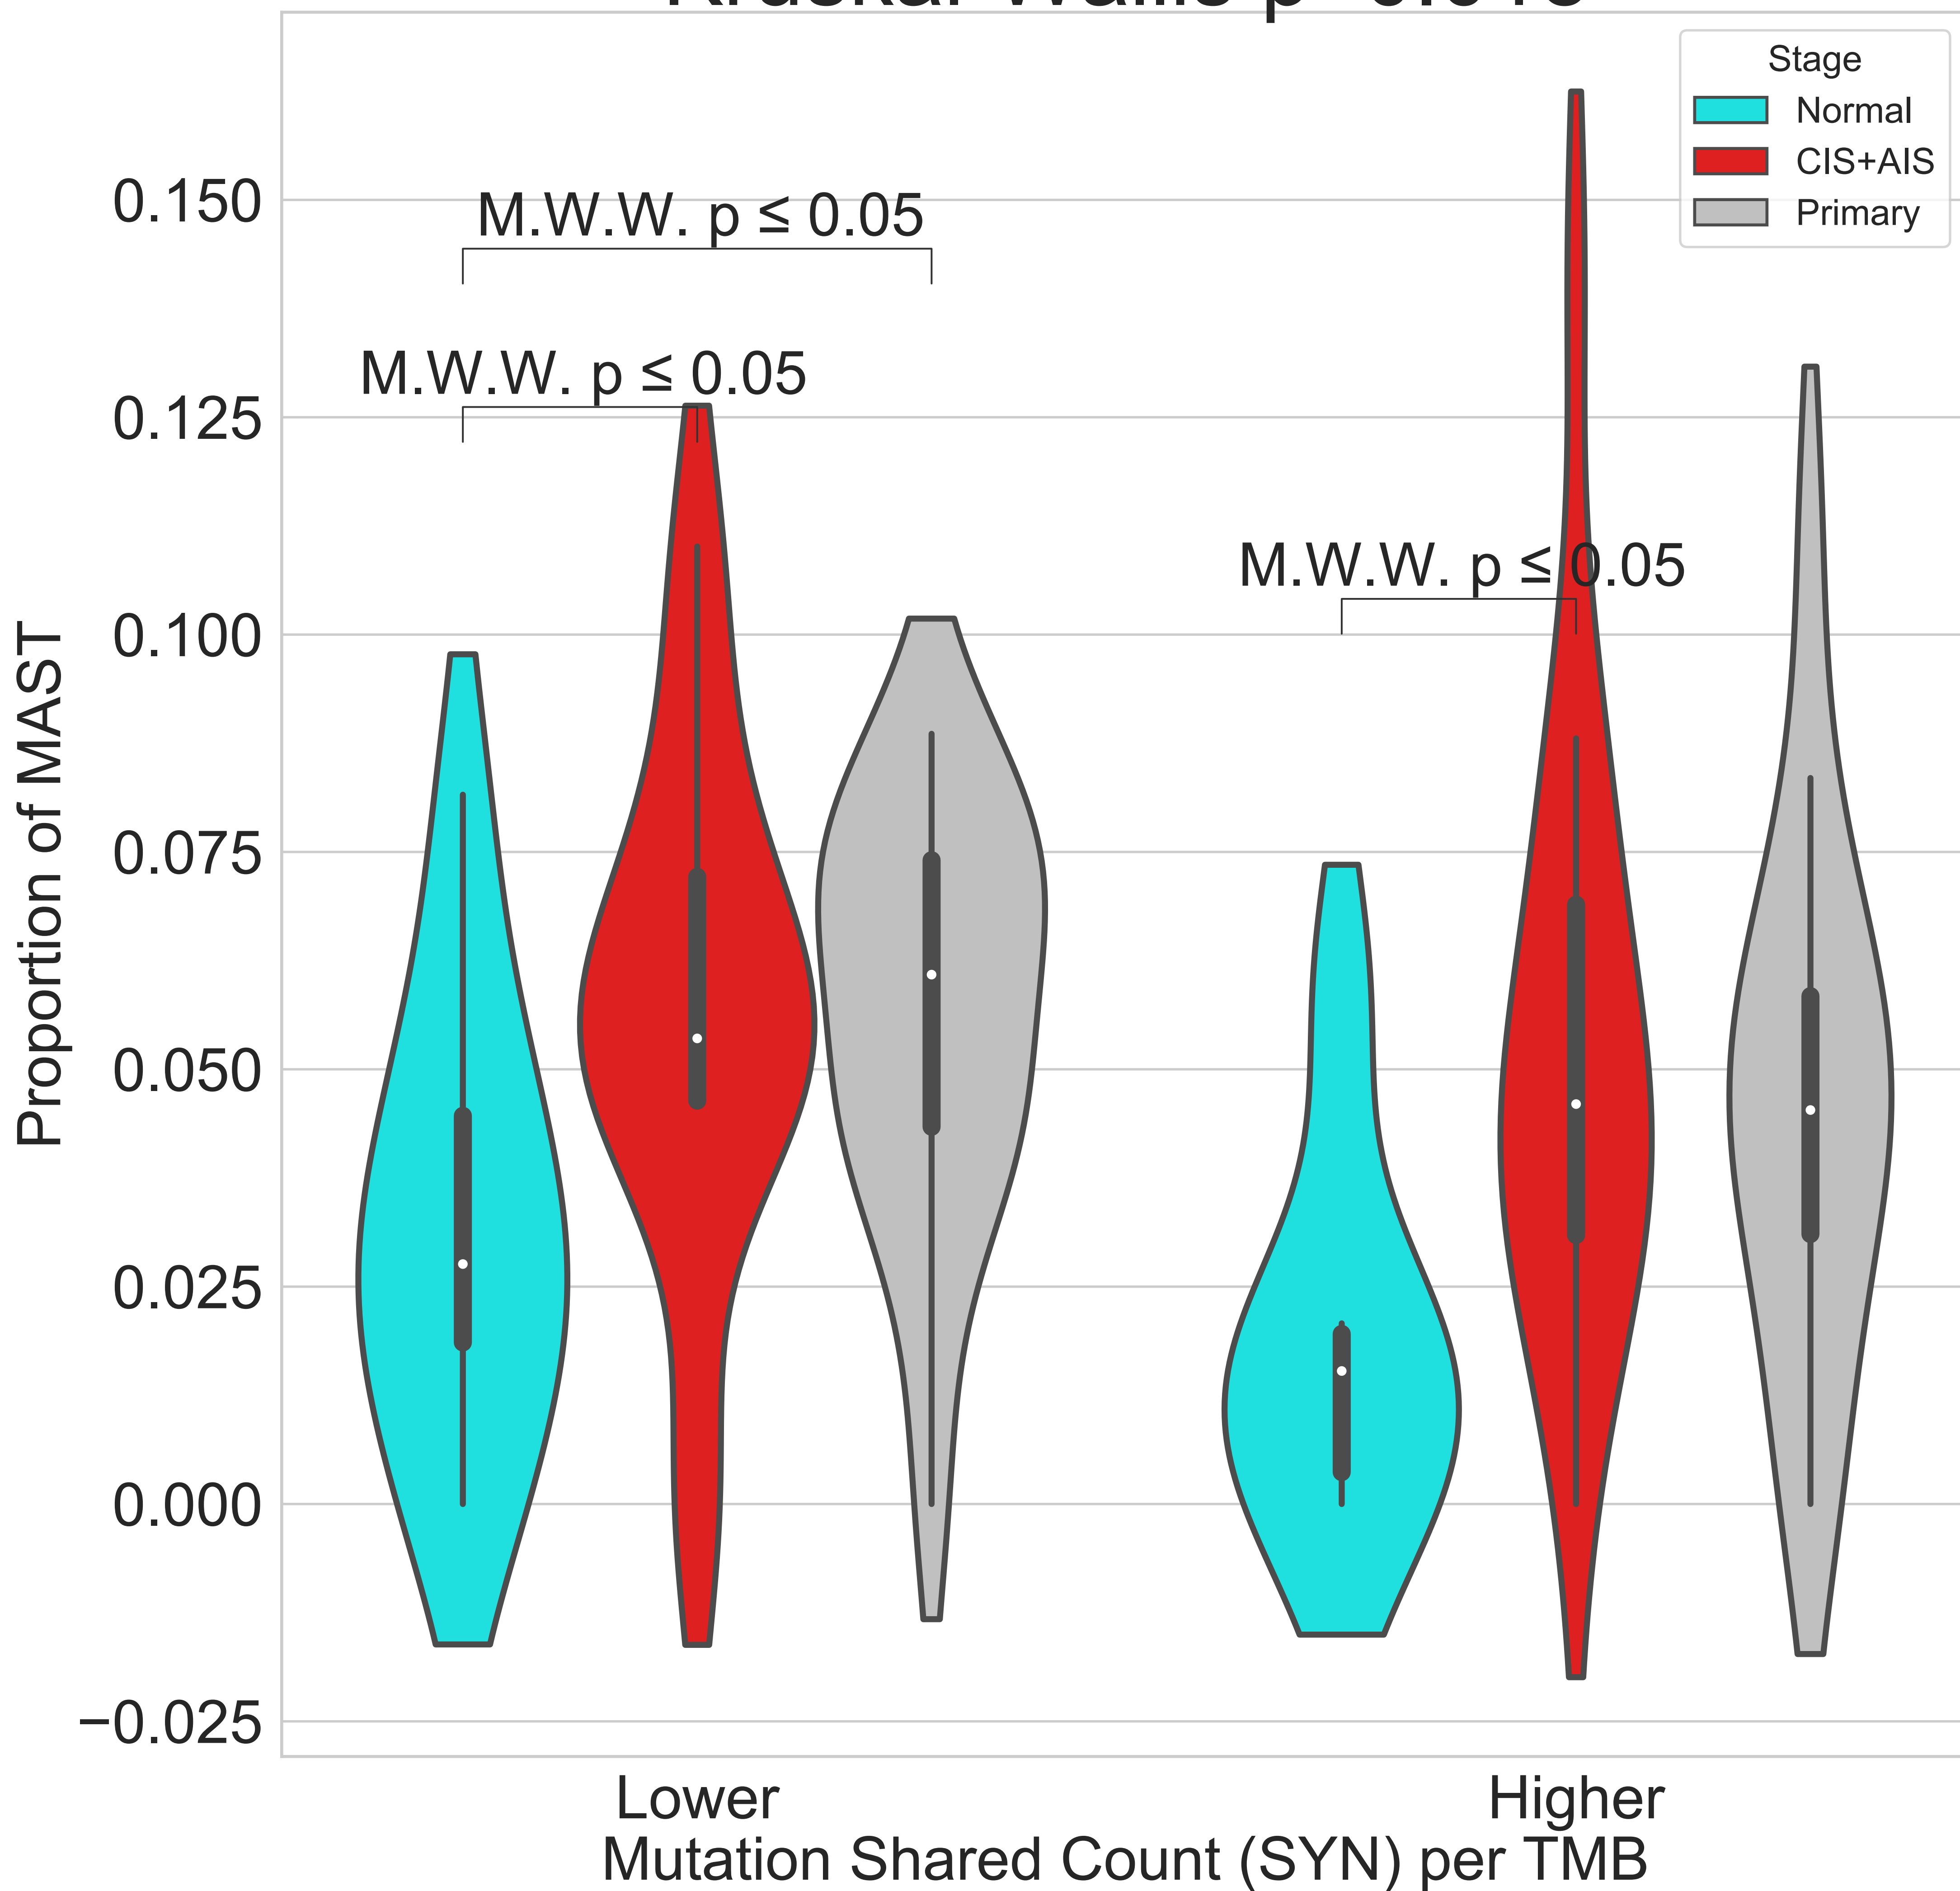 Stage
Normal
CIS+AIS
Primary
0.150
0.125
0.100
0.075
0.050
0.025
0.000
−0.025
Proportion of MAST
M.W.W. p ≤ 0.05
M.W.W. p ≤ 0.05
M.W.W. p ≤ 0.05
Lower
Higher
Mutation Shared Count (SYN) per TMB